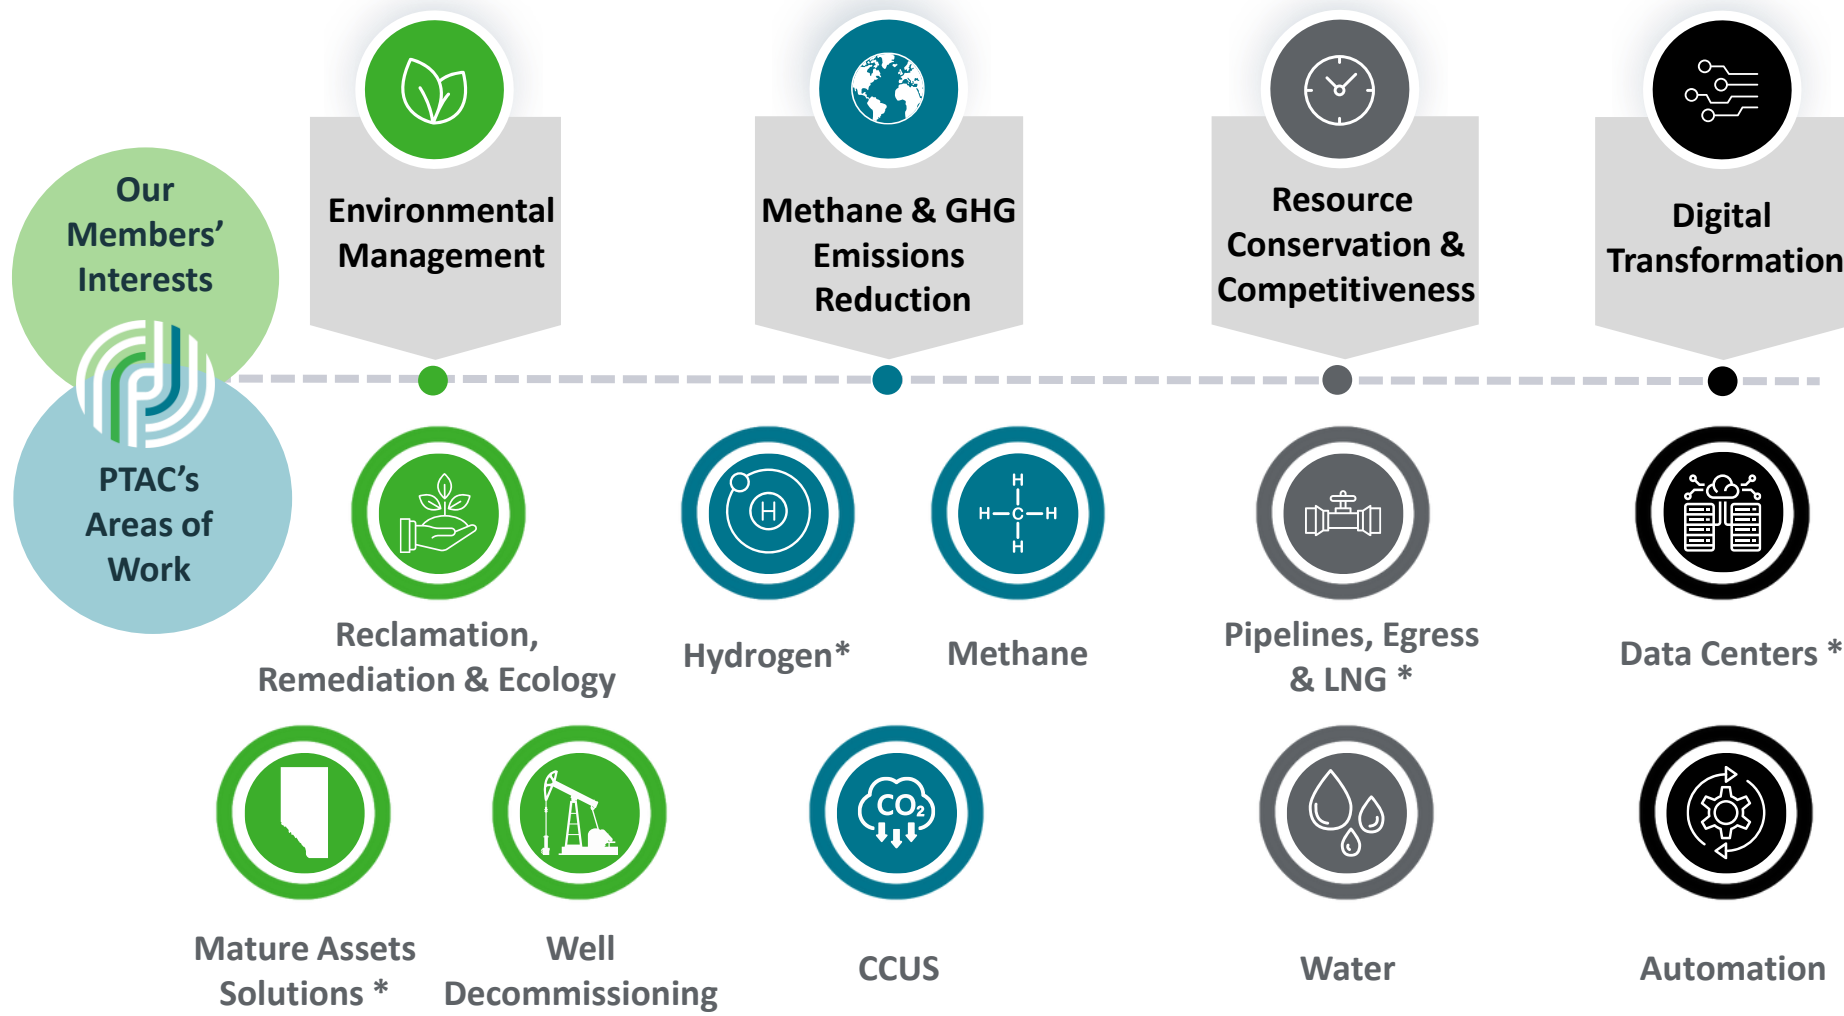 Our
Members’
Interests
PTAC’s
Areas of
Work
Environmental
Management
Methane & GHG
Emissions
Reduction
Resource
Conservation &
Competitiveness
Digital
Transformation
Reclamation,
Remediation & Ecology
H
Hydrogen*
H
H–C–H
H
Methane
Pipelines, Egress
& LNG *
Data Centers *
Mature Assets
Solutions *
Well
Decommissioning
CO₂
CCUS
Water
Automation